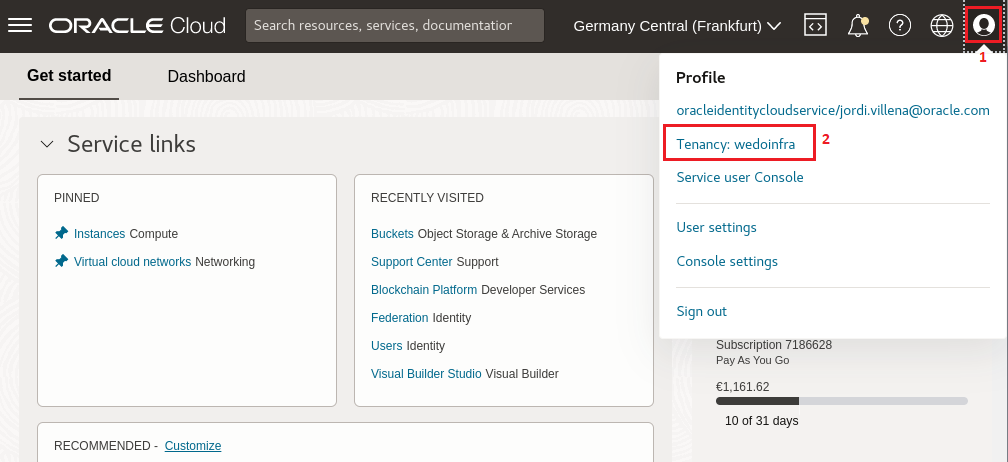 ORACLE Cloud
Search resources, services, documentation
Germany Central (Frankfurt)
1
Get started
Dashboard
Profile
oracleidentitycloudservice/jordi.villena@oracle.com
Tenancy: wedoinfra
2
Service user Console
User settings
Console settings
Sign out
Service links
PINNED
Instances Compute
Virtual cloud networks Networking
RECENTLY VISITED
Buckets Object Storage & Archive Storage
Support Center Support
Blockchain Platform Developer Services
Federation Identity
Users Identity
Visual Builder Studio Visual Builder
Subscription 7186628
Pay As You Go
€1,161.62
10 of 31 days
RECOMMENDED - Customize